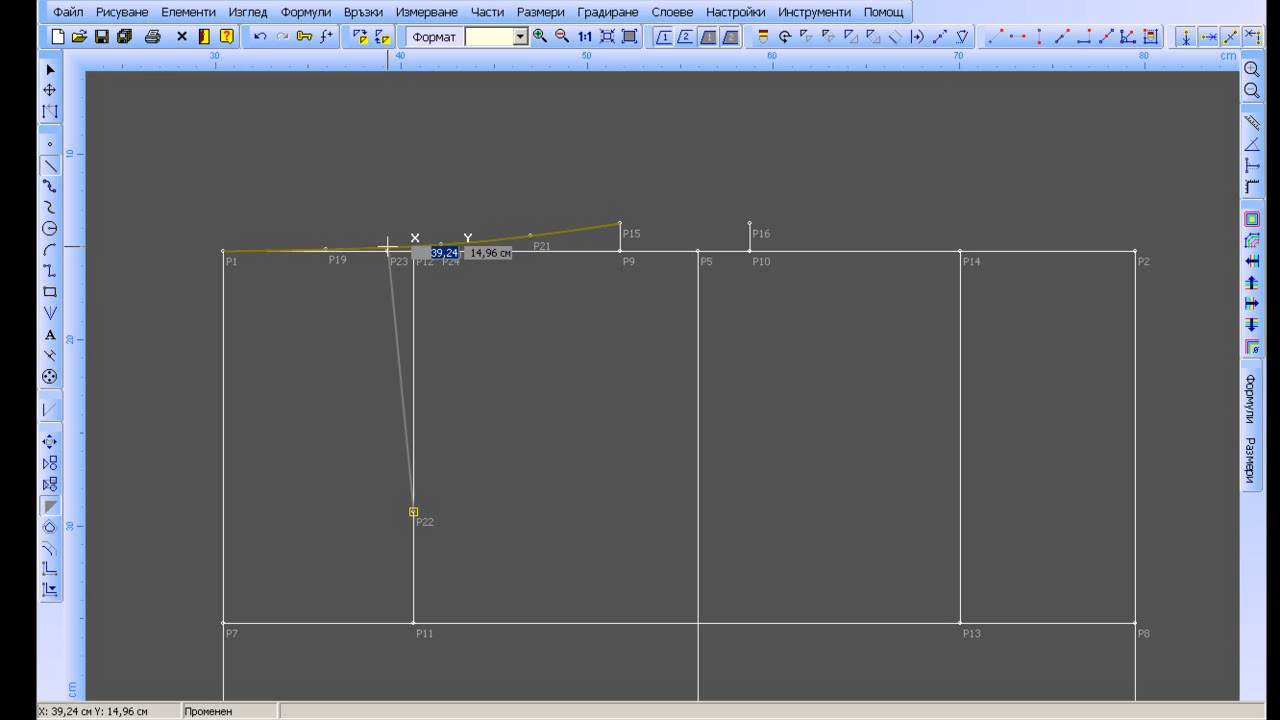 Файл Рисуване Елементи Изглед Формули Връзки Измерване Части Размери Градиране Слоеве Настройки Инструменти Помощ
Формат 1:1
30 40 50 60 70 80 cm
10
20
30
cm
A
X Y
39,24 14,96 см
P15 P16
P21
P1 P19 P23 P12 P24 P9 P5 P10 P14 P2
P22
P7 P11 P13 P8
Формули
Размери
X: 39,24 см Y: 14,96 см Променен